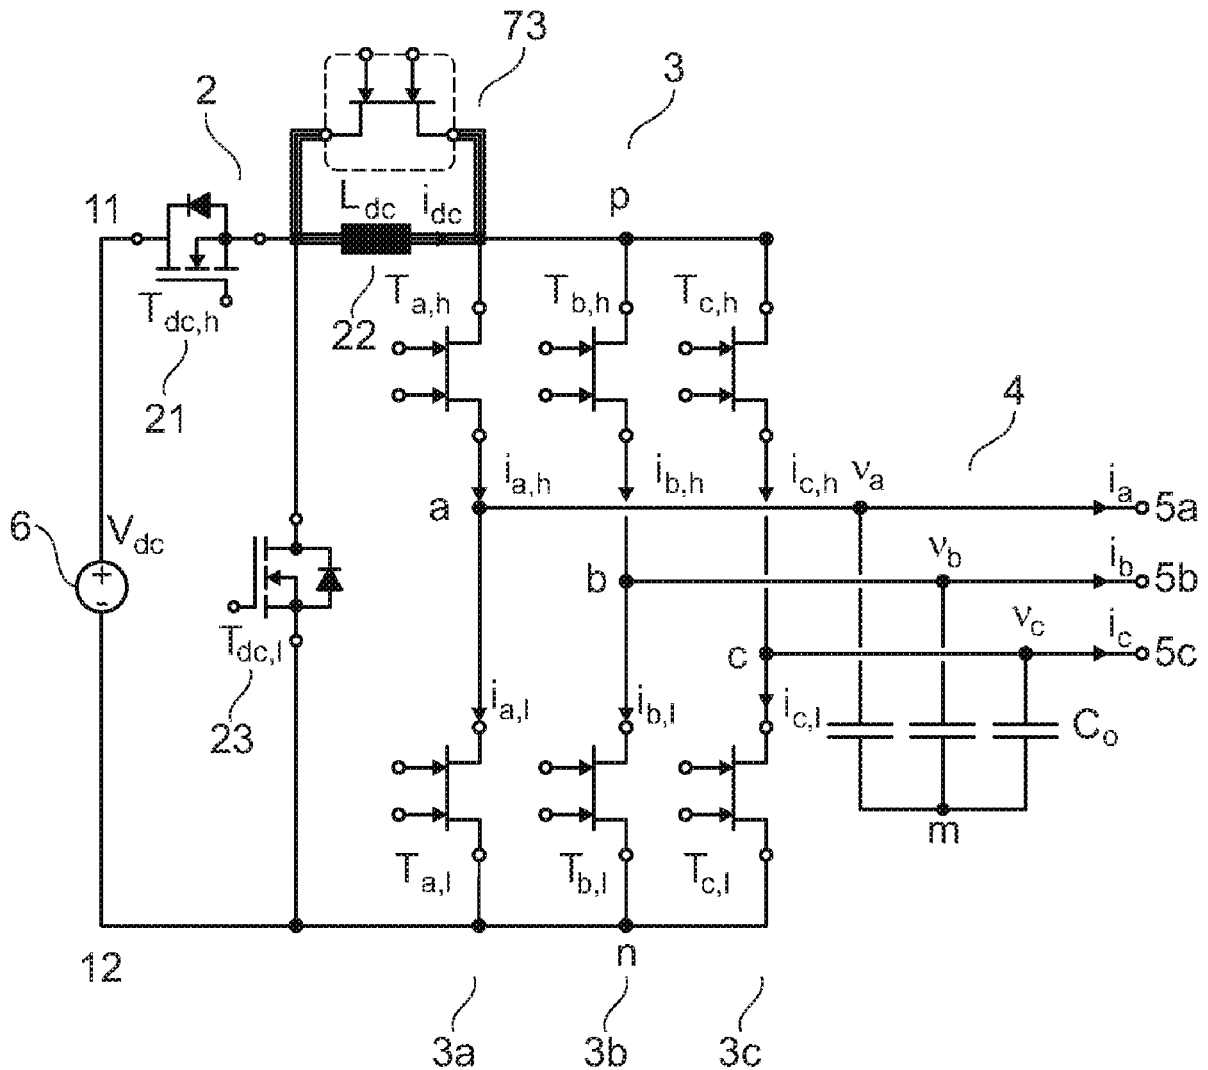 73
2
3
11
L_dc
i_dc
p
T_dc,h
21
22
T_a,h
T_b,h
T_c,h
4
i_a,h
i_b,h
i_c,h
v_a
i_a
5a
a
6
V_dc
+
-
b
v_b
i_b
5b
T_dc,l
23
c
v_c
i_c
5c
i_a,l
i_b,l
i_c,l
C_o
m
T_a,l
T_b,l
T_c,l
12
n
3a
3b
3c